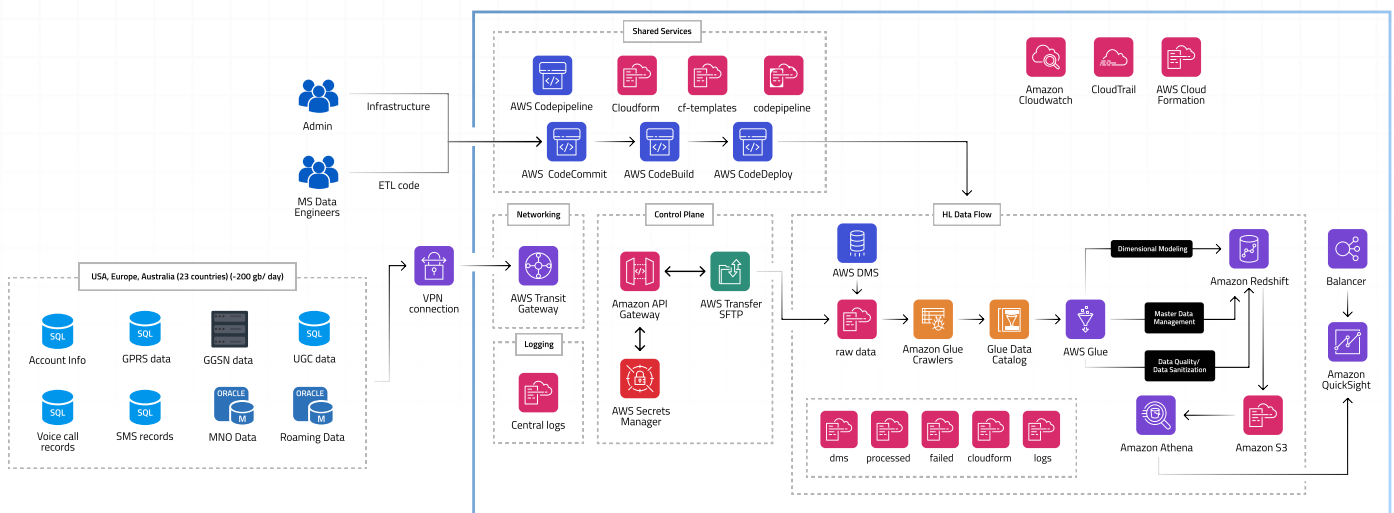 Shared Services
AWS Codepipeline
Cloudform
cf-templates
codepipeline
AWS CodeCommit
AWS CodeBuild
AWS CodeDeploy
Amazon
Cloudwatch
CloudTrail
AWS Cloud
Formation
Admin
Infrastructure
MS Data
Engineers
ETL code
USA, Europe, Australia (23 countries) (-200 gb/ day)
SQL
Account Info
SQL
GPRS data
GGSN data
SQL
UGC data
SQL
Voice call
records
SQL
SMS records
ORACLE
M
MNO Data
ORACLE
M
Roaming Data
VPN
connection
Networking
AWS Transit
Gateway
Logging
Central logs
Control Plane
Amazon API
Gateway
AWS Transfer
SFTP
AWS Secrets
Manager
HL Data Flow
AWS DMS
raw data
Amazon Glue
Crawlers
Glue Data
Catalog
AWS Glue
Dimensional Modeling
Master Data
Management
Data Quality/
Data Sanitization
Amazon Redshift
Amazon Athena
Amazon S3
dms
processed
failed
cloudform
logs
Balancer
Amazon
QuickSight